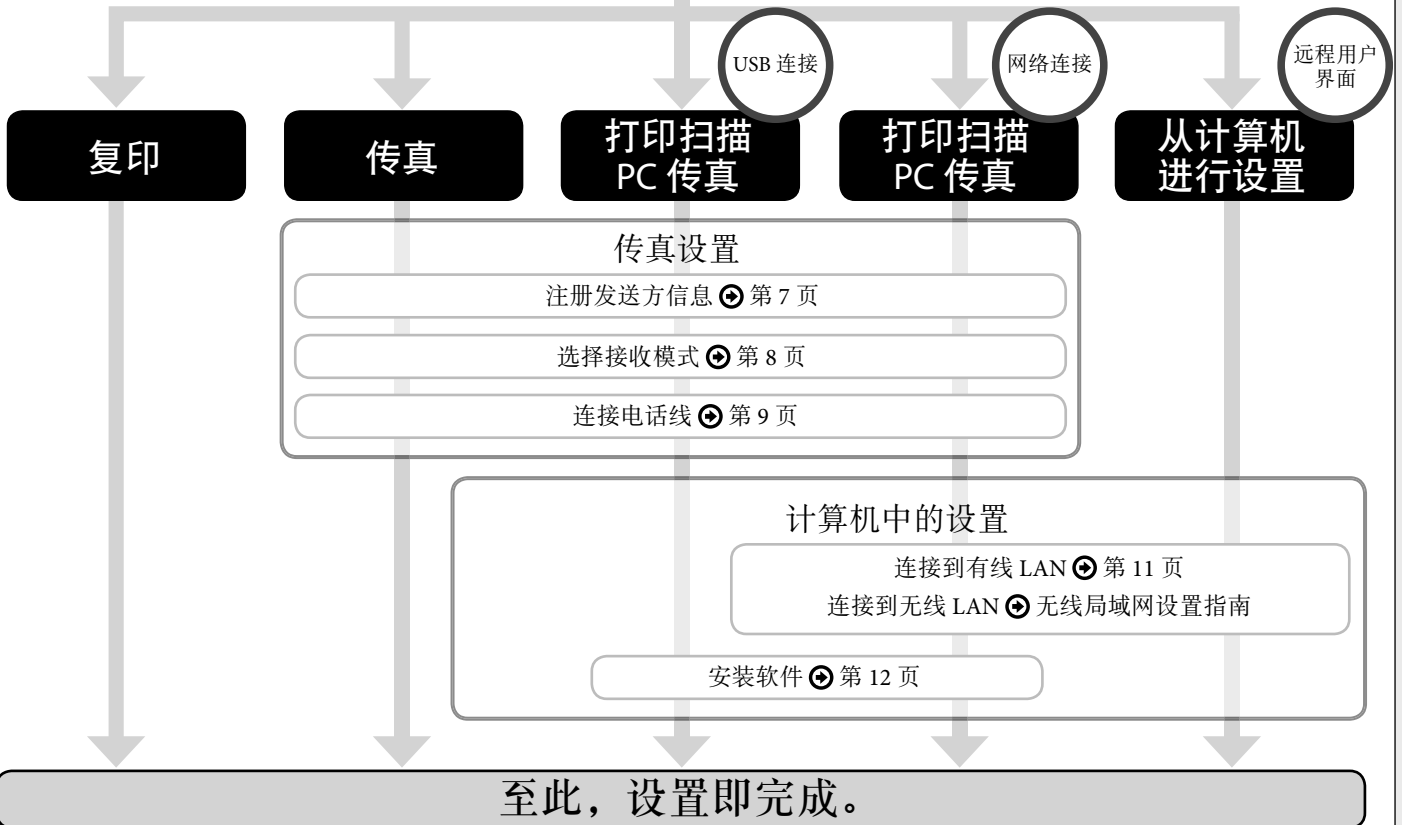 USB 连接
网络连接
远程用户
界面
复印
传真
打印扫描
PC 传真
打印扫描
PC 传真
从计算机
进行设置
传真设置
注册发送方信息 第 7 页
选择接收模式 第 8 页
连接电话线 第 9 页
计算机中的设置
连接到有线 LAN 第 11 页
连接到无线 LAN 无线局域网设置指南
安装软件 第 12 页
至此，设置即完成。